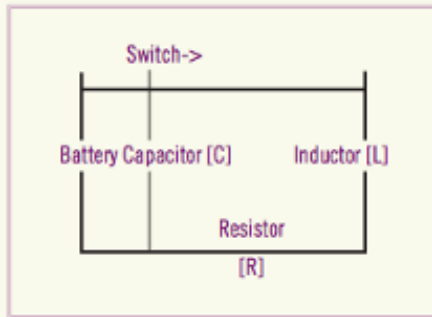 Switch->
Battery Capacitor [C] Inductor [L]
Resistor
[R]